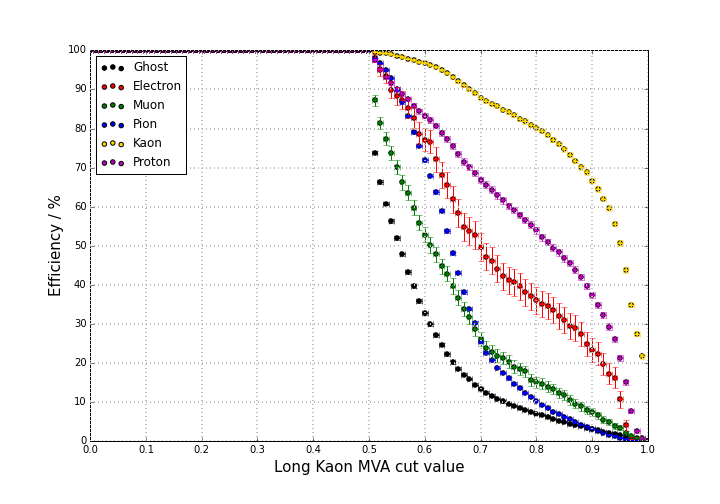 100
90
80
70
60
50
40
30
20
10
0
Efficiency / %
Ghost
Electron
Muon
Pion
Kaon
Proton
0.0 0.1 0.2 0.3 0.4 0.5 0.6 0.7 0.8 0.9 1.0
Long Kaon MVA cut value